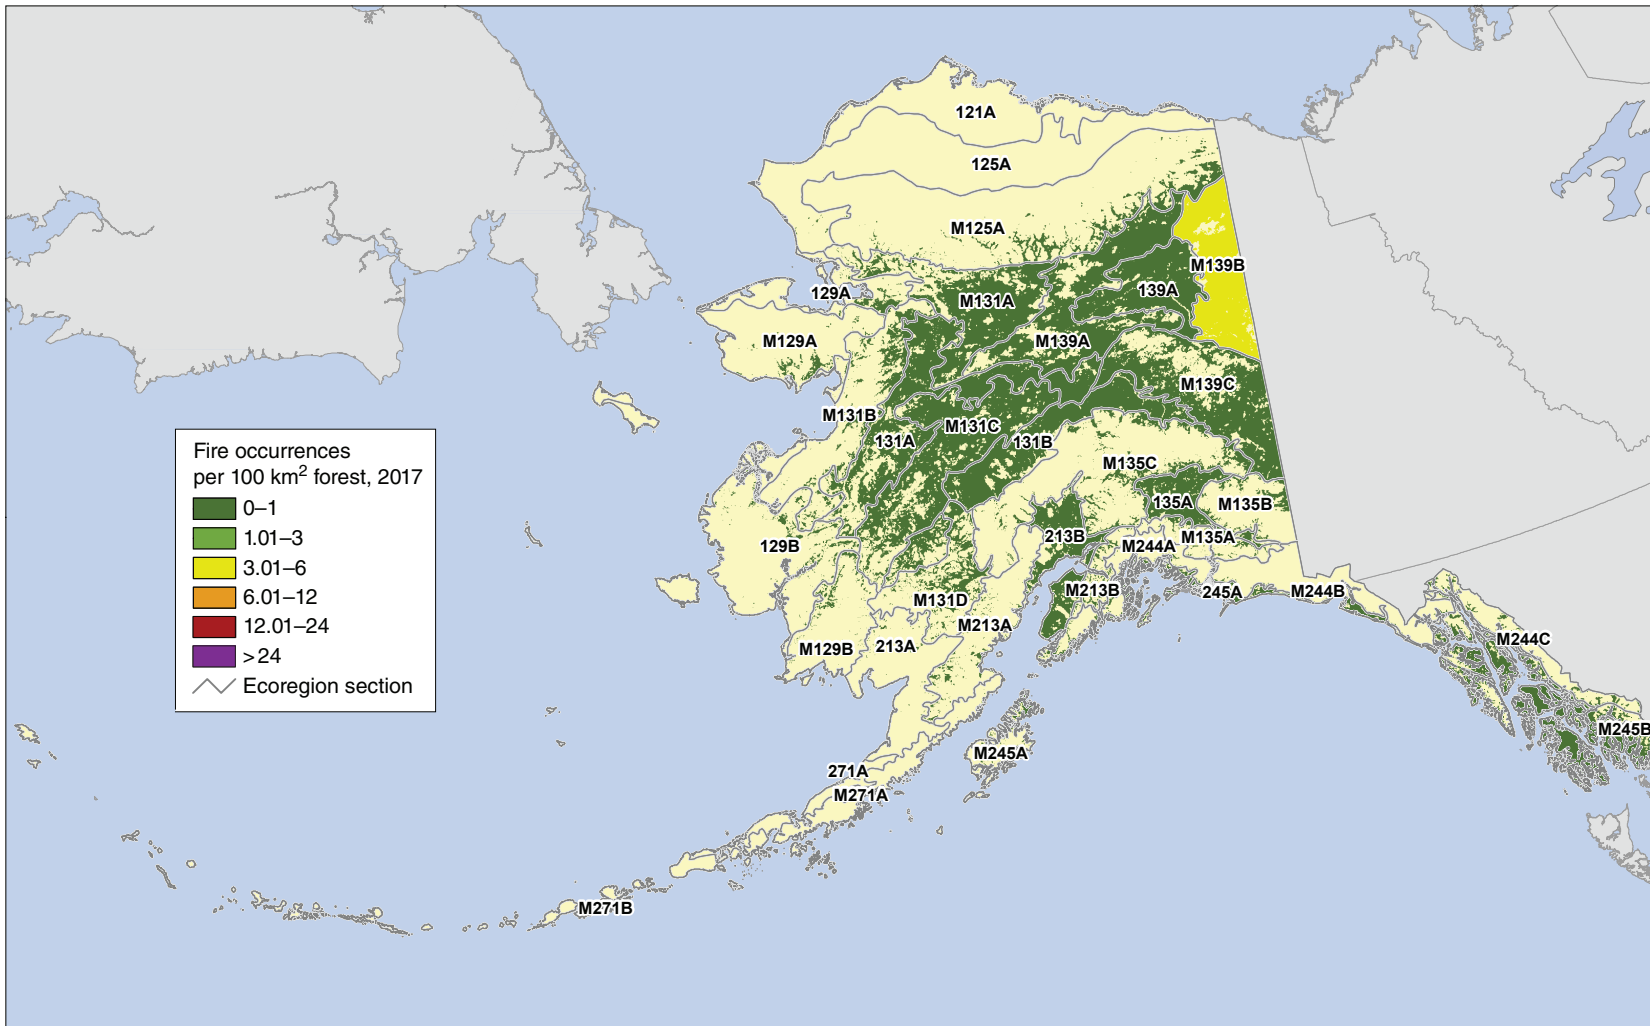 121A
125A
M125A
M139B
129A
139A
M131A
M129A
M139A
M139C
M131B
M131C
131A
131B
M135C
135A
M135B
213B
M135A
129B
M244A
M213B
245A
M244B
M131D
M213A
M129B
213A
M244C
M245B
M245A
271A
M271A
M271B
Fire occurrences
per 100 km² forest, 2017
0–1
1.01–3
3.01–6
6.01–12
12.01–24
>24
Ecoregion section